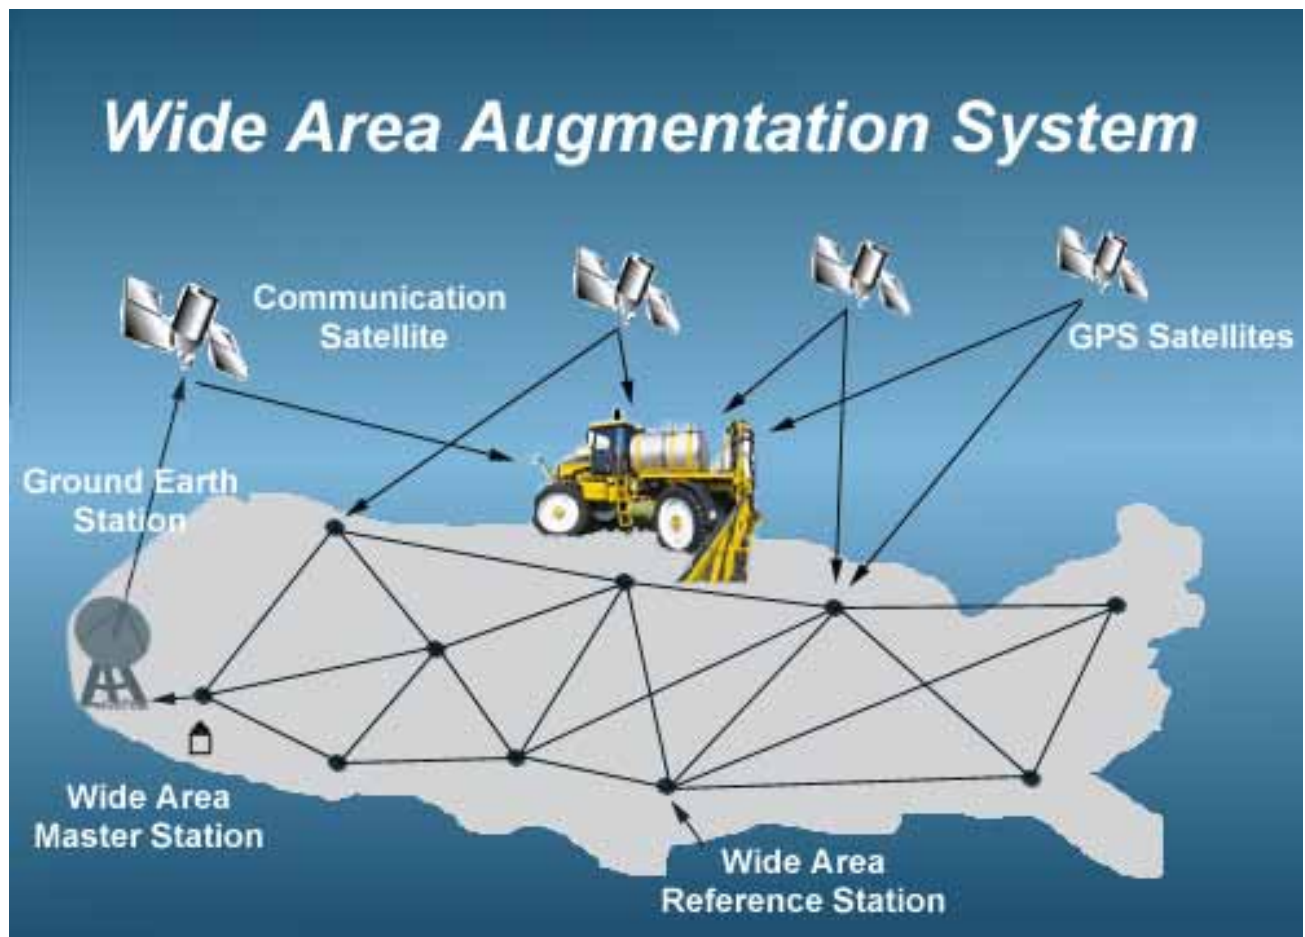 Wide Area Augmentation System
Communication
Satellite
GPS Satellites
Ground Earth
Station
Wide Area
Master Station
Wide Area
Reference Station